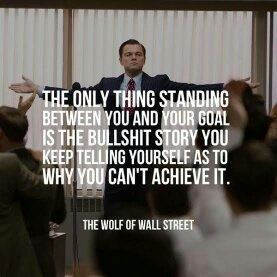 THE ONLY THING STANDING
BETWEEN YOU AND YOUR GOAL
IS THE BULLSHIT STORY YOU
KEEP TELLING YOURSELF AS TO
WHY YOU CAN'T ACHIEVE IT.
THE WOLF OF WALL STREET